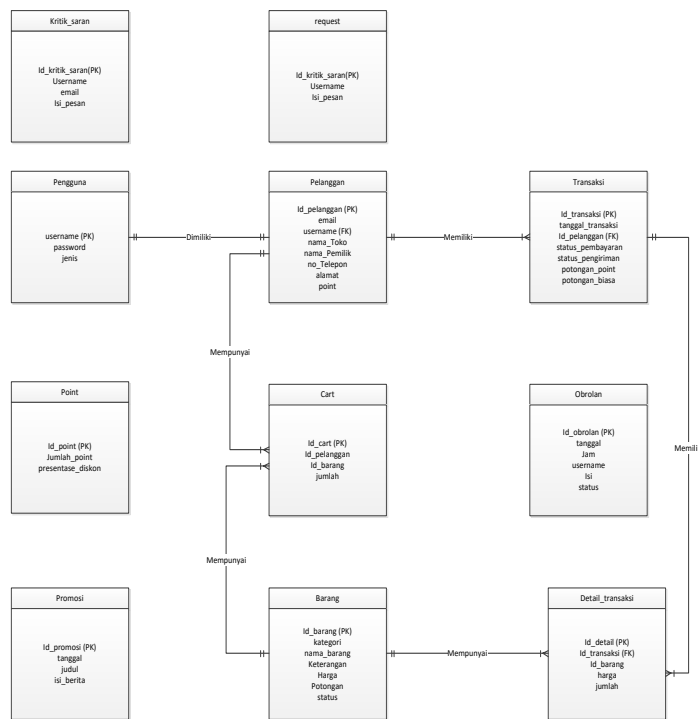 Kritik_saran
Id_kritik_saran(PK)
Username
email
Isi_pesan
request
Id_kritik_saran(PK)
Username
Isi_pesan
Pengguna
username (PK)
password
jenis
Dimiliki
Pelanggan
Id_pelanggan (PK)
email
username (FK)
nama_Toko
nama_Pemilik
no_Telepon
alamat
point
Memiliki
Transaksi
Id_transaksi (PK)
tanggal_transaksi
Id_pelanggan (FK)
status_pembayaran
status_pengiriman
potongan_point
potongan_biasa
Mempunyai
Point
Id_point (PK)
Jumlah_point
presentase_diskon
Cart
Id_cart (PK)
Id_pelanggan
Id_barang
jumlah
Obrolan
Id_obrolan (PK)
tanggal
Jam
username
Isi
status
Memili
Mempunyai
Promosi
Id_promosi (PK)
tanggal
judul
isi_berita
Barang
Id_barang (PK)
kategori
nama_barang
Keterangan
Harga
Potongan
status
Mempunyai
Detail_transaksi
Id_detail (PK)
Id_transaksi (FK)
Id_barang
harga
jumlah